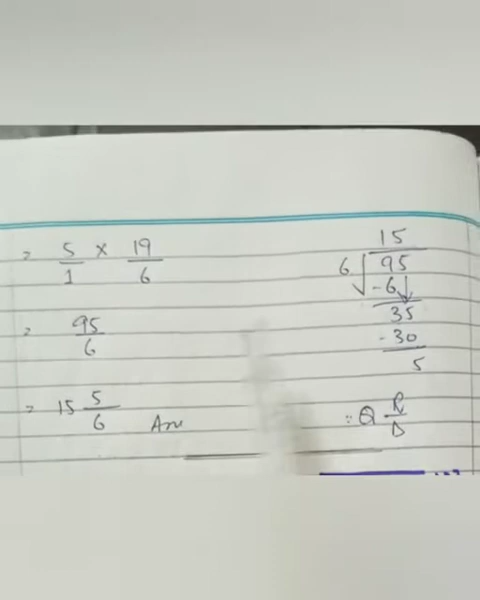 = 5/1 × 19/6
= 95/6
= 15 5/6 Ans
15
6√95
-6↓
35
-30
5
:: Q R/D